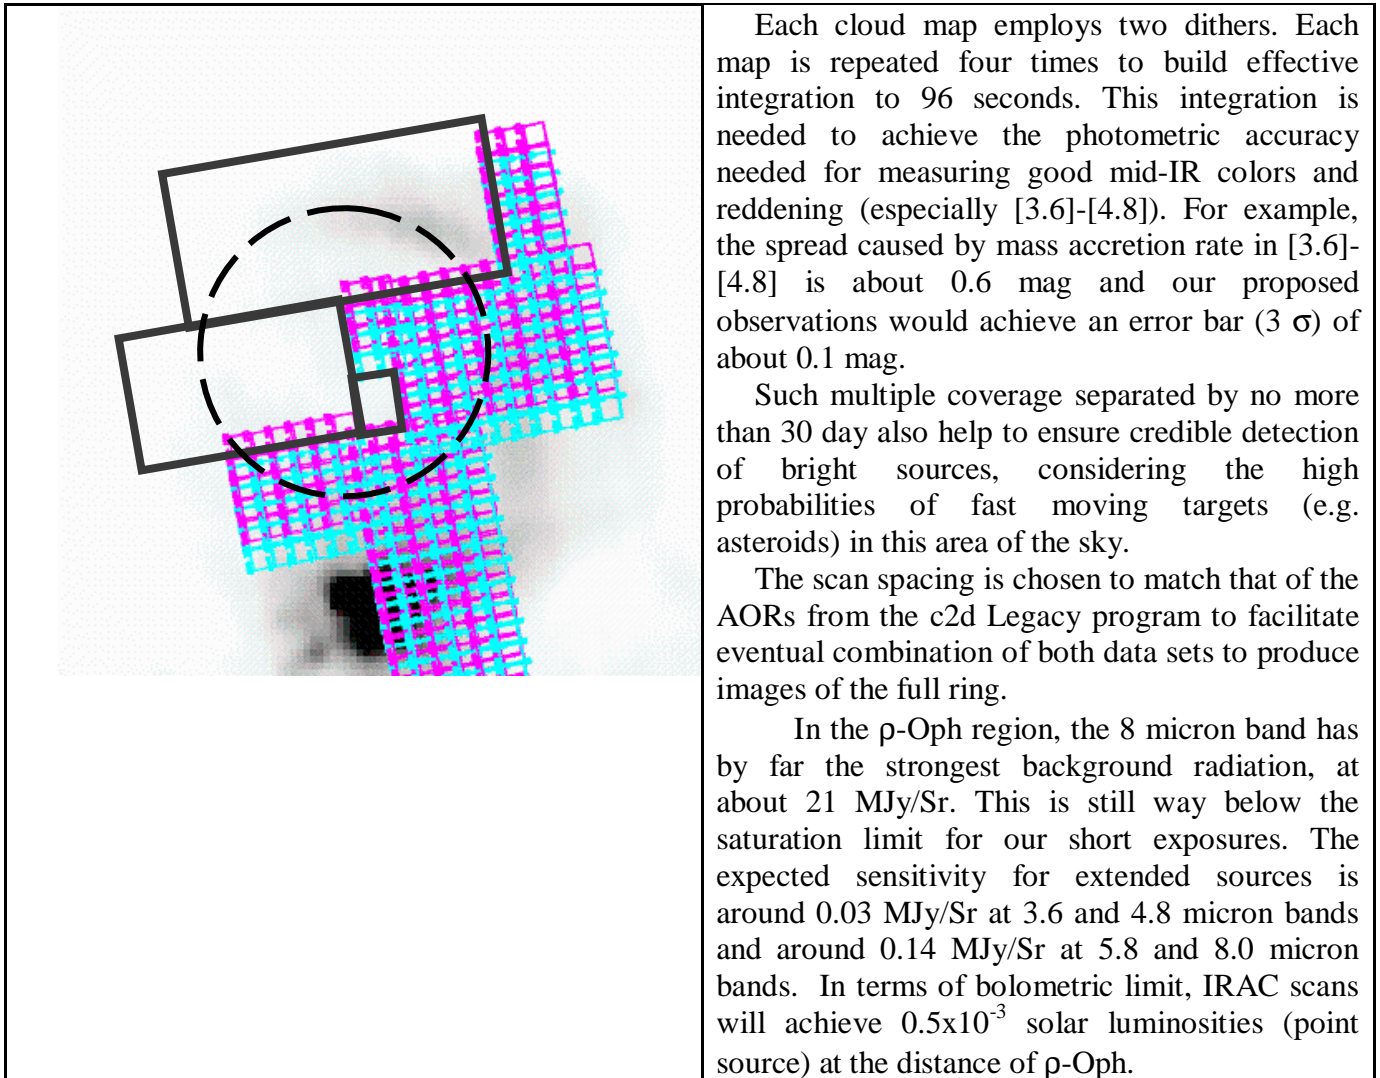 Each cloud map employs two dithers. Each
map is repeated four times to build effective
integration to 96 seconds. This integration is
needed to achieve the photometric accuracy
needed for measuring good mid-IR colors and
reddening (especially [3.6]-[4.8]). For example,
the spread caused by mass accretion rate in [3.6]-
[4.8] is about 0.6 mag and our proposed
observations would achieve an error bar (3 σ) of
about 0.1 mag.
Such multiple coverage separated by no more
than 30 day also help to ensure credible detection
of bright sources, considering the high
probabilities of fast moving targets (e.g.
asteroids) in this area of the sky.
The scan spacing is chosen to match that of the
AORs from the c2d Legacy program to facilitate
eventual combination of both data sets to produce
images of the full ring.
In the ρ-Oph region, the 8 micron band has
by far the strongest background radiation, at
about 21 MJy/Sr. This is still way below the
saturation limit for our short exposures. The
expected sensitivity for extended sources is
around 0.03 MJy/Sr at 3.6 and 4.8 micron bands
and around 0.14 MJy/Sr at 5.8 and 8.0 micron
bands. In terms of bolometric limit, IRAC scans
will achieve 0.5x10⁻³ solar luminosities (point
source) at the distance of ρ-Oph.